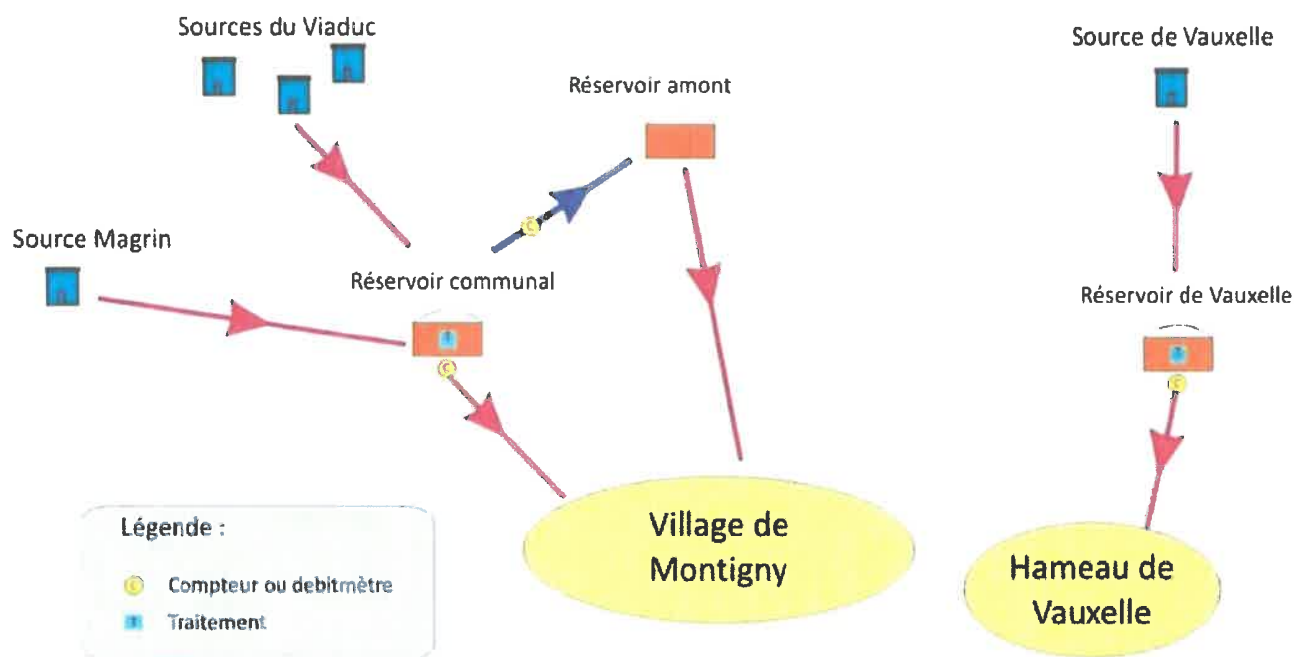 Sources du Viaduc
Source de Vauxelle
Réservoir amont
C
Source Magrin
Réservoir communal
Réservoir de Vauxelle
T
T
C
C
Village de
Montigny
Hameau de
Vauxelle
Légende :
C Compteur ou debitmètre
T Traitement